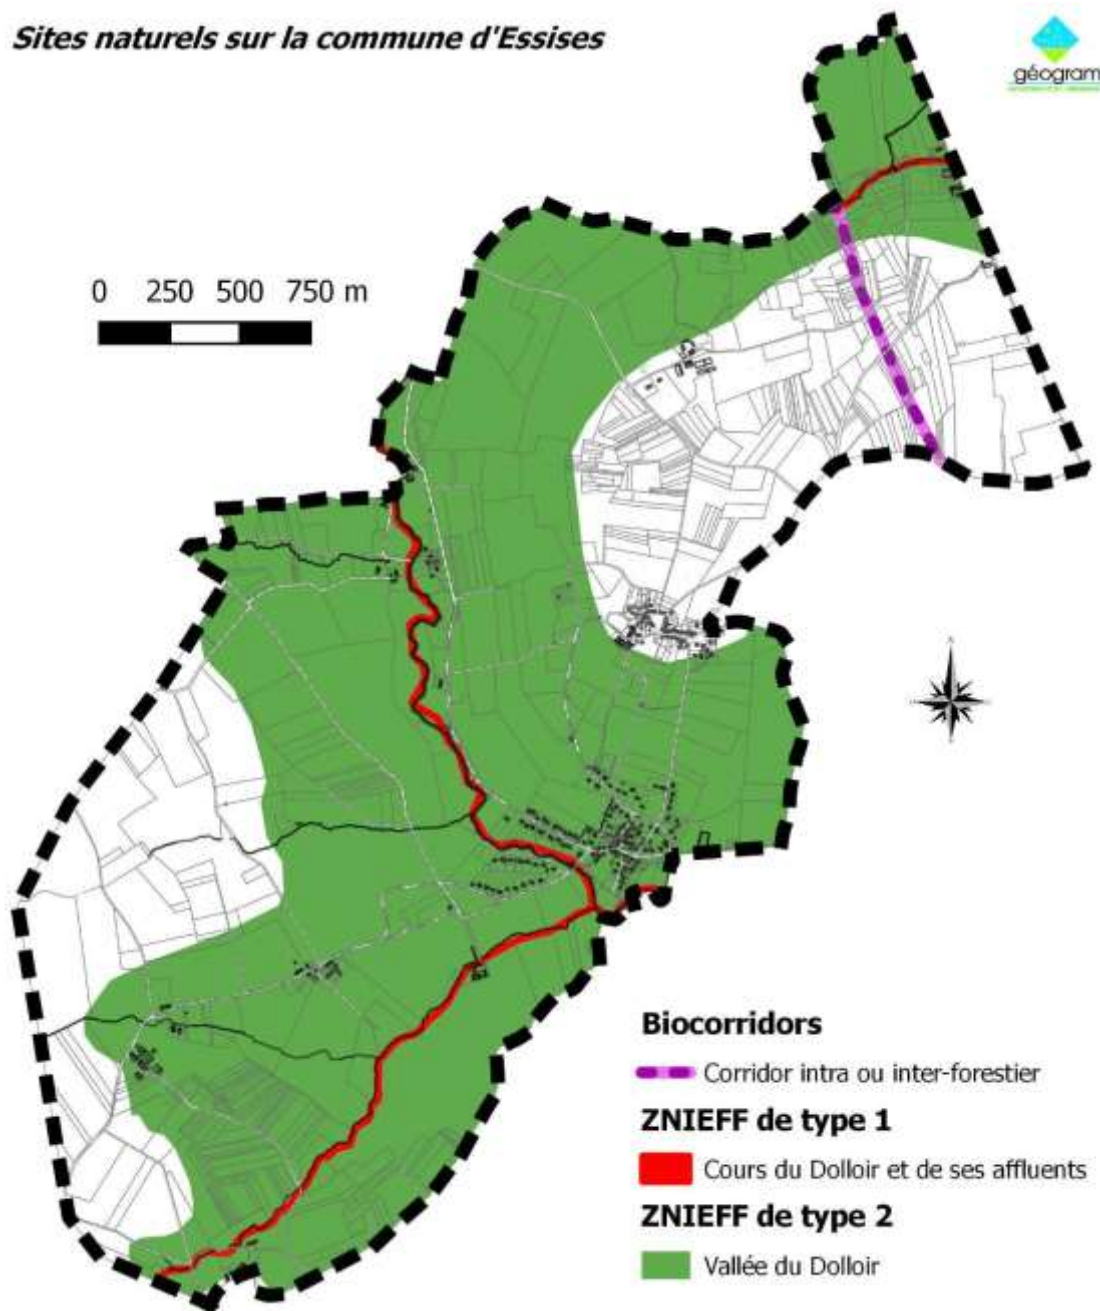 Sites naturels sur la commune d'Essises
géogram
0 250 500 750 m
Biocorridors
Corridor intra ou inter-forestier
ZNIEFF de type 1
Cours du Dolloir et de ses affluents
ZNIEFF de type 2
Vallée du Dolloir